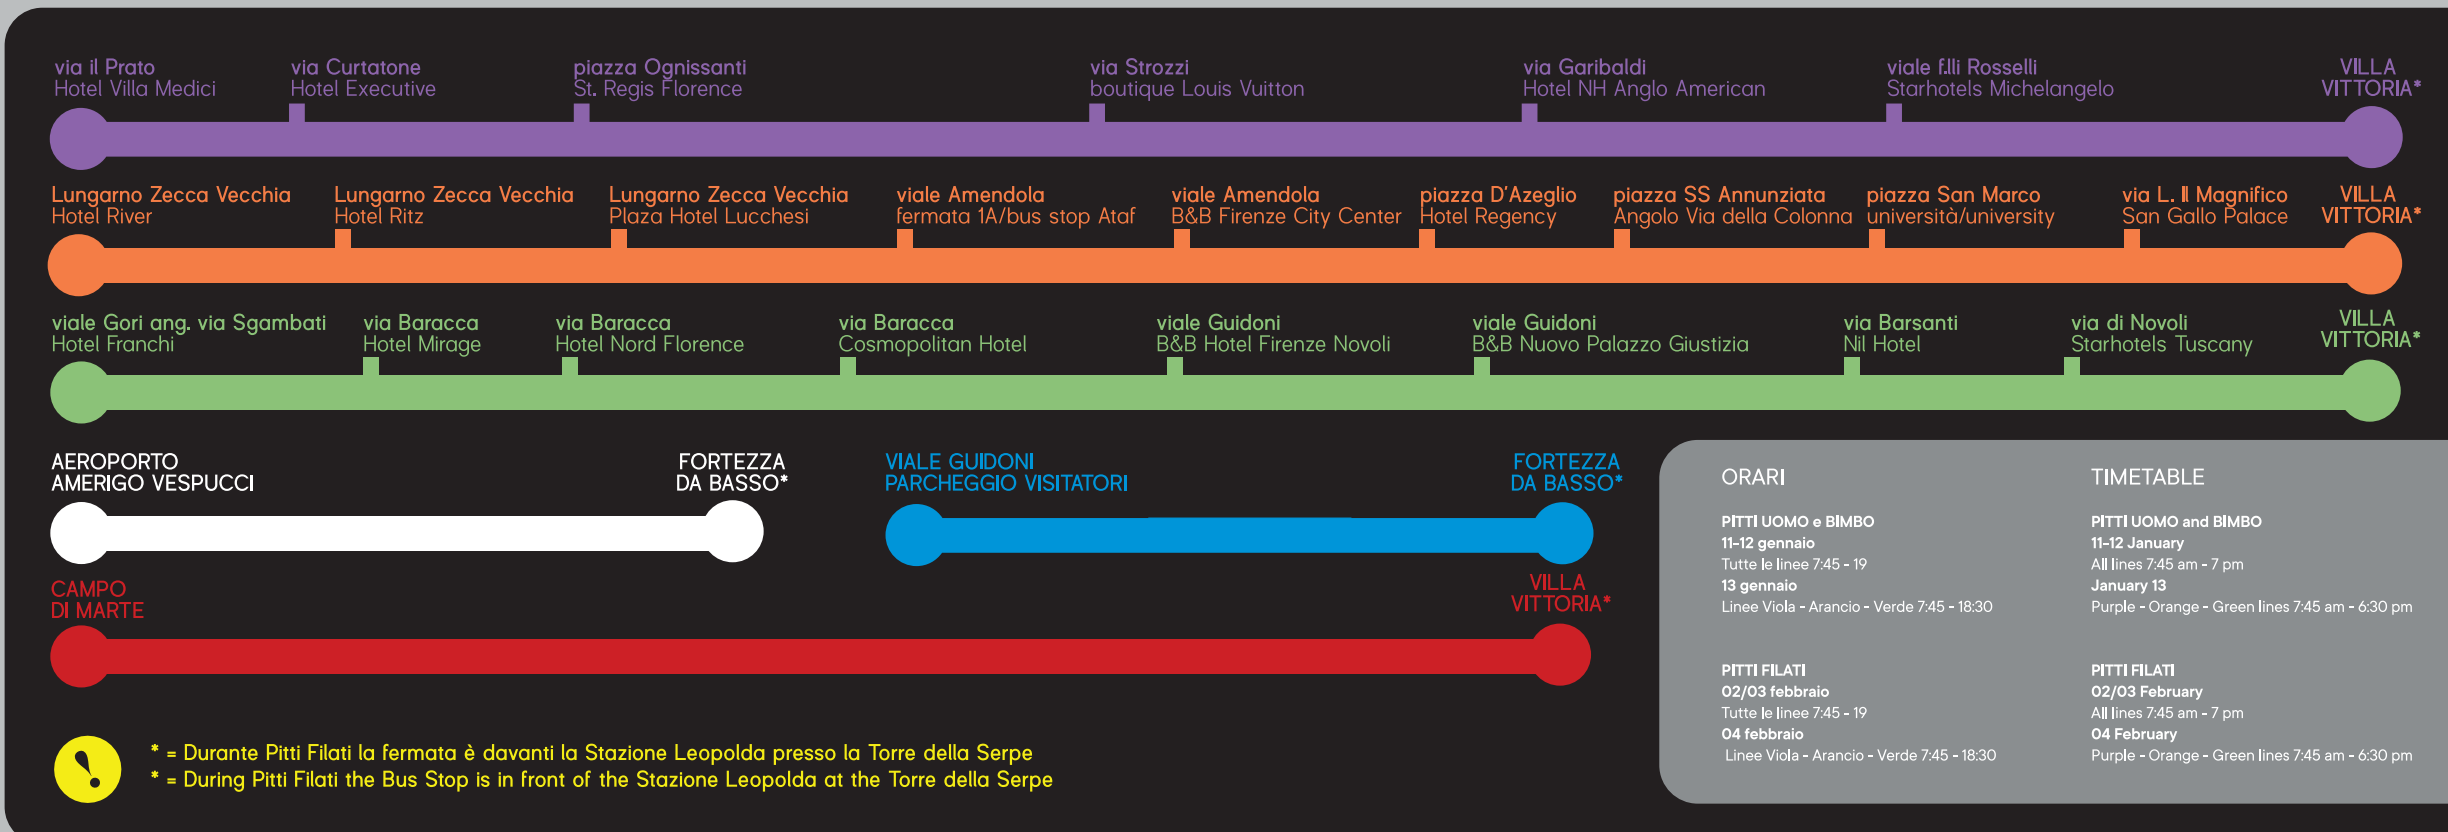 via il Prato
Hotel Villa Medici
via Curtatone
Hotel Executive
piazza Ognissanti
St. Regis Florence
via Strozzi
boutique Louis Vuitton
via Garibaldi
Hotel NH Anglo American
viale f.lli Rosselli
Starhotels Michelangelo
VILLA
VITTORIA*
Lungarno Zecca Vecchia
Hotel River
Lungarno Zecca Vecchia
Hotel Ritz
Lungarno Zecca Vecchia
Plaza Hotel Lucchesi
viale Amendola
fermata 1A/bus stop Ataf
viale Amendola
B&B Firenze City Center
piazza D'Azeglio
Hotel Regency
piazza SS Annunziata
Angolo Via della Colonna
piazza San Marco
università/university
via L. Il Magnifico
San Gallo Palace
VILLA
VITTORIA*
viale Gori ang. via Sgambati
Hotel Franchi
via Baracca
Hotel Mirage
via Baracca
Hotel Nord Florence
via Baracca
Cosmopolitan Hotel
viale Guidoni
B&B Hotel Firenze Novoli
viale Guidoni
B&B Nuovo Palazzo Giustizia
via Barsanti
Nil Hotel
via di Novoli
Starhotels Tuscany
VILLA
VITTORIA*
AEROPORTO
AMERIGO VESPUCCI
FORTEZZA
DA BASSO*
VIALE GUIDONI
PARCHEGGIO VISITATORI
FORTEZZA
DA BASSO*
CAMPO
DI MARTE
VILLA
VITTORIA*
* = Durante Pitti Filati la fermata è davanti la Stazione Leopolda presso la Torre della Serpe
* = During Pitti Filati the Bus Stop is in front of the Stazione Leopolda at the Torre della Serpe
ORARI
PITTI UOMO e BIMBO
11-12 gennaio
Tutte le linee 7:45 - 19
13 gennaio
Linee Viola - Arancio - Verde 7:45 - 18:30
PITTI FILATI
02/03 febbraio
Tutte le linee 7:45 - 19
04 febbraio
Linee Viola - Arancio - Verde 7:45 - 18:30
TIMETABLE
PITTI UOMO and BIMBO
11-12 January
All lines 7:45 am - 7 pm
January 13
Purple - Orange - Green lines 7:45 am - 6:30 pm
PITTI FILATI
02/03 February
All lines 7:45 am - 7 pm
04 February
Purple - Orange - Green lines 7:45 am - 6:30 pm